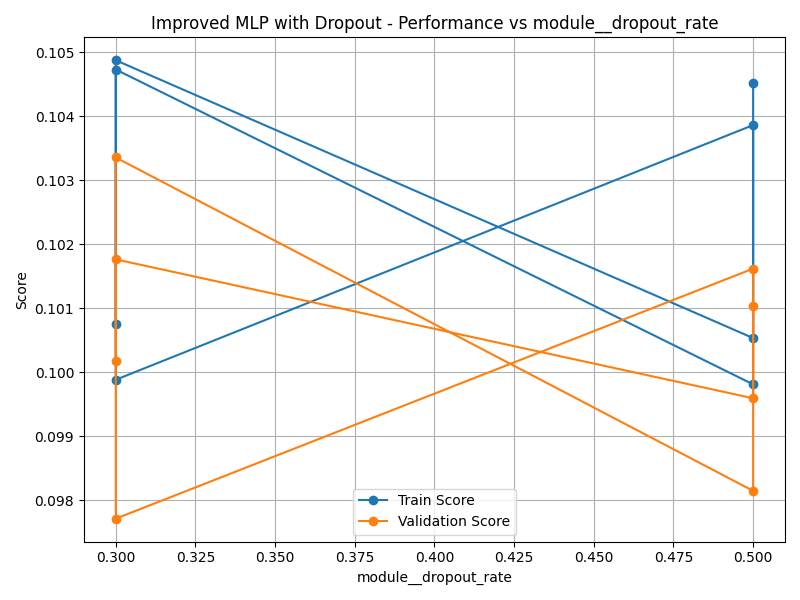 Improved MLP with Dropout - Performance vs module__dropout_rate
0.105
0.104
0.103
0.102
0.101
0.100
0.099
0.098
Score
Train Score
Validation Score
0.300 0.325 0.350 0.375 0.400 0.425 0.450 0.475 0.500
module__dropout_rate